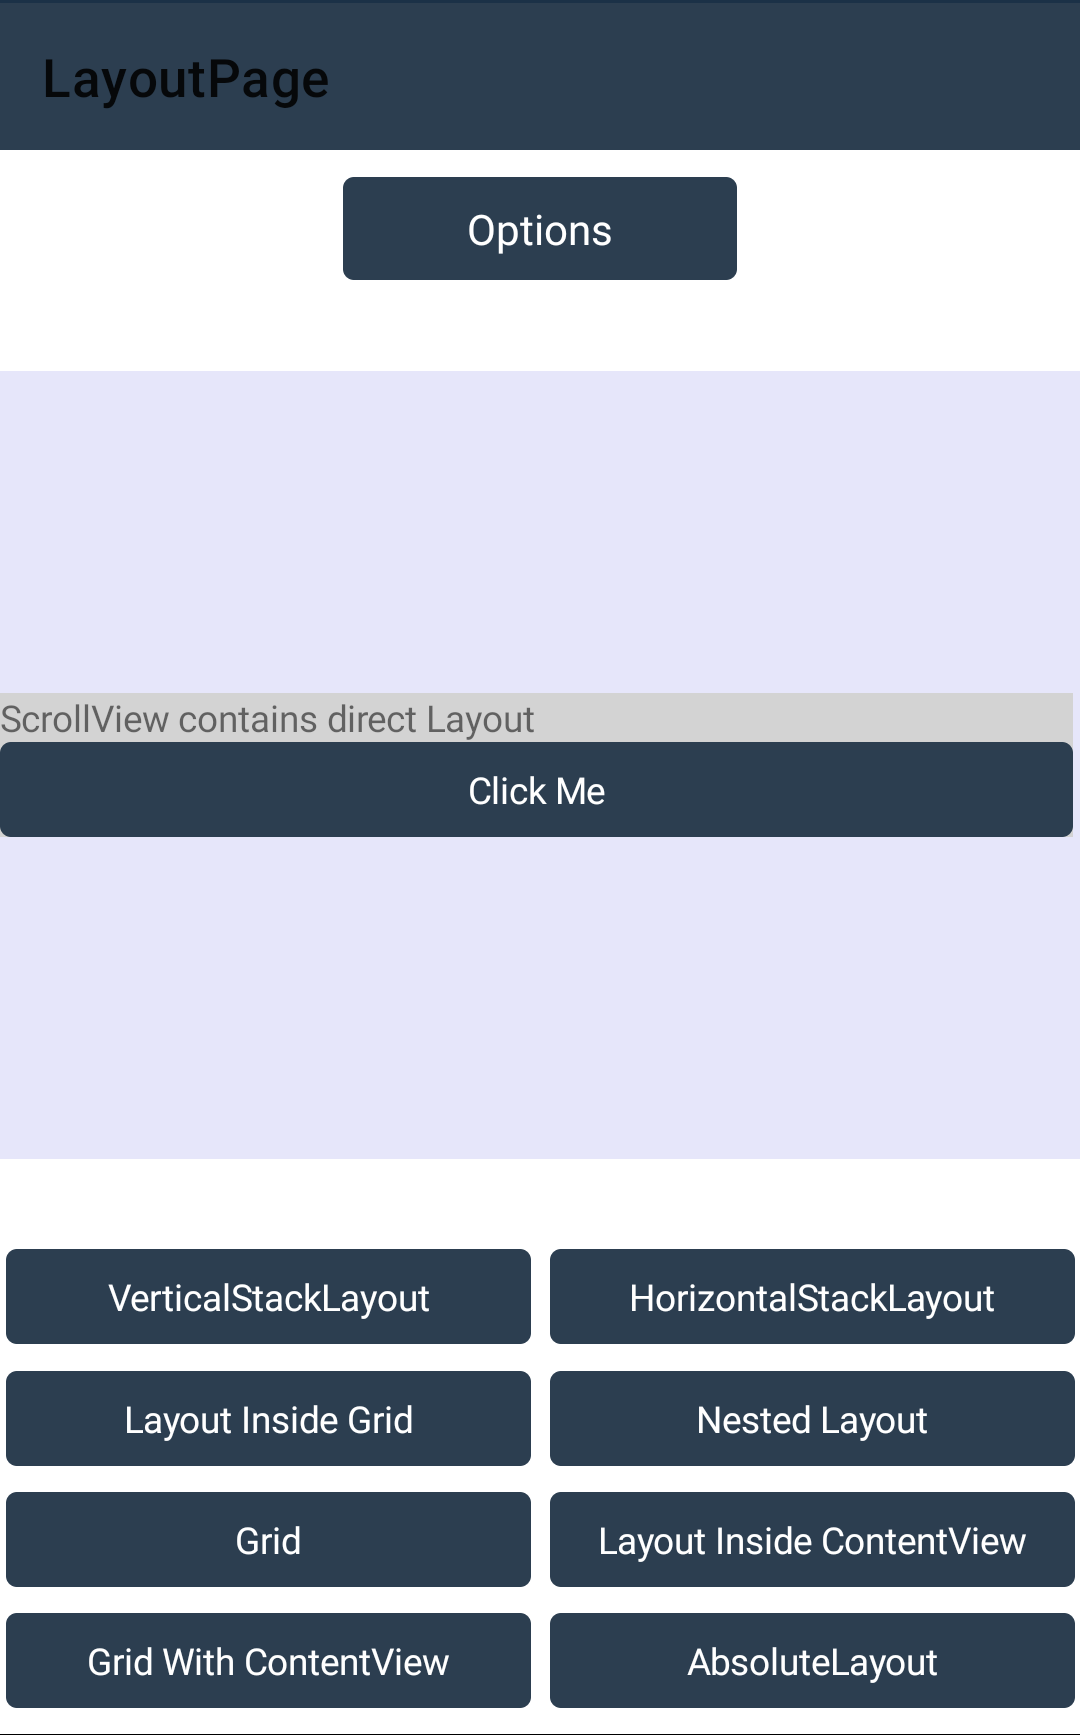 LayoutPage
Options
ScrollView contains direct Layout
Click Me
VerticalStackLayout
HorizontalStackLayout
Layout Inside Grid
Nested Layout
Grid
Layout Inside ContentView
Grid With ContentView
AbsoluteLayout